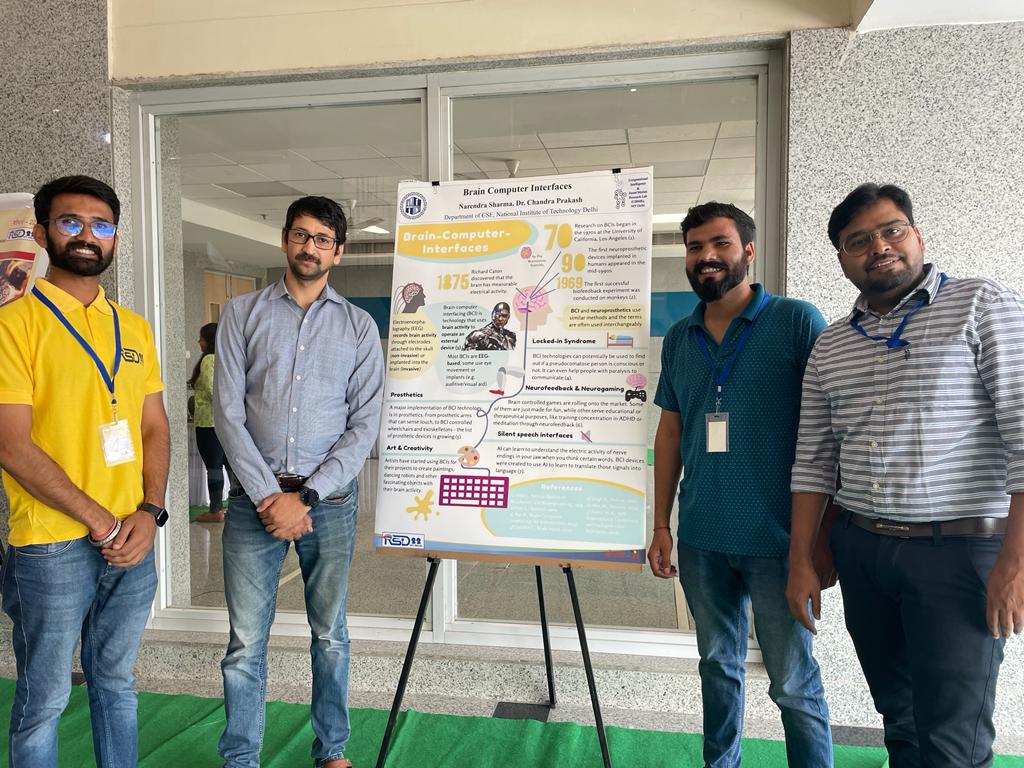 Brain Computer Interfaces
Narendra Sharma, Dr. Chandra Prakash
Department of CSE, National Institute of Technology Delhi
Brain-Computer-
Interfaces
1875
Richard Caton
discovered that the
brain has measurable
electrical activity.
Electroencepha-
lography (EEG)
records brain activity
through electrodes
attached to the skull
(non-invasive) or
implanted into the
brain (invasive)
Brain-computer
interfacing (BCI) is
technology that uses
brain activity to
operate an
external
device
Most BCIs are EEG-
based, some use eye
movement or
implants (e.g.
auditive/visual aid)
Prosthetics
A major implementation of BCI technology
is in prosthetics. From prosthetic arms
that can sense touch, to BCI controlled
wheelchairs and exoskeletons - the list
of prosthetic devices is growing
Art & Creativity
Artists have started using BCIs for
their projects to create paintings,
dancing robots and other
fascinating objects with
their brain activity.
70
Research on BCIs began in
the 1970s at the University of
California, Los Angeles
90
The first neuroprosthetic
devices implanted in
humans appeared in the
mid-1990s
1969
The first successful
biofeedback experiment was
conducted on monkeys
BCI and neuroprosthetics use
similar methods and the terms
are often used interchangeably
Locked-in Syndrome
BCI technologies can potentially be used to find
out if a pseudocomatose person is conscious or
not. It can even help people with paralysis to
communicate
Neurofeedback & Neurogaming
Brain controlled games are rolling onto the market. Some
of them are just made for fun, while other serve educational or
therapeutical purposes, like training concentration in ADHD or
meditation through neurofeedback
Silent speech interfaces
AI can learn to understand the electric activity of nerve
endings in your jaw when you think certain words. BCI devices
were created to use AI to learn to translate those signals into
language
References
RSD 22